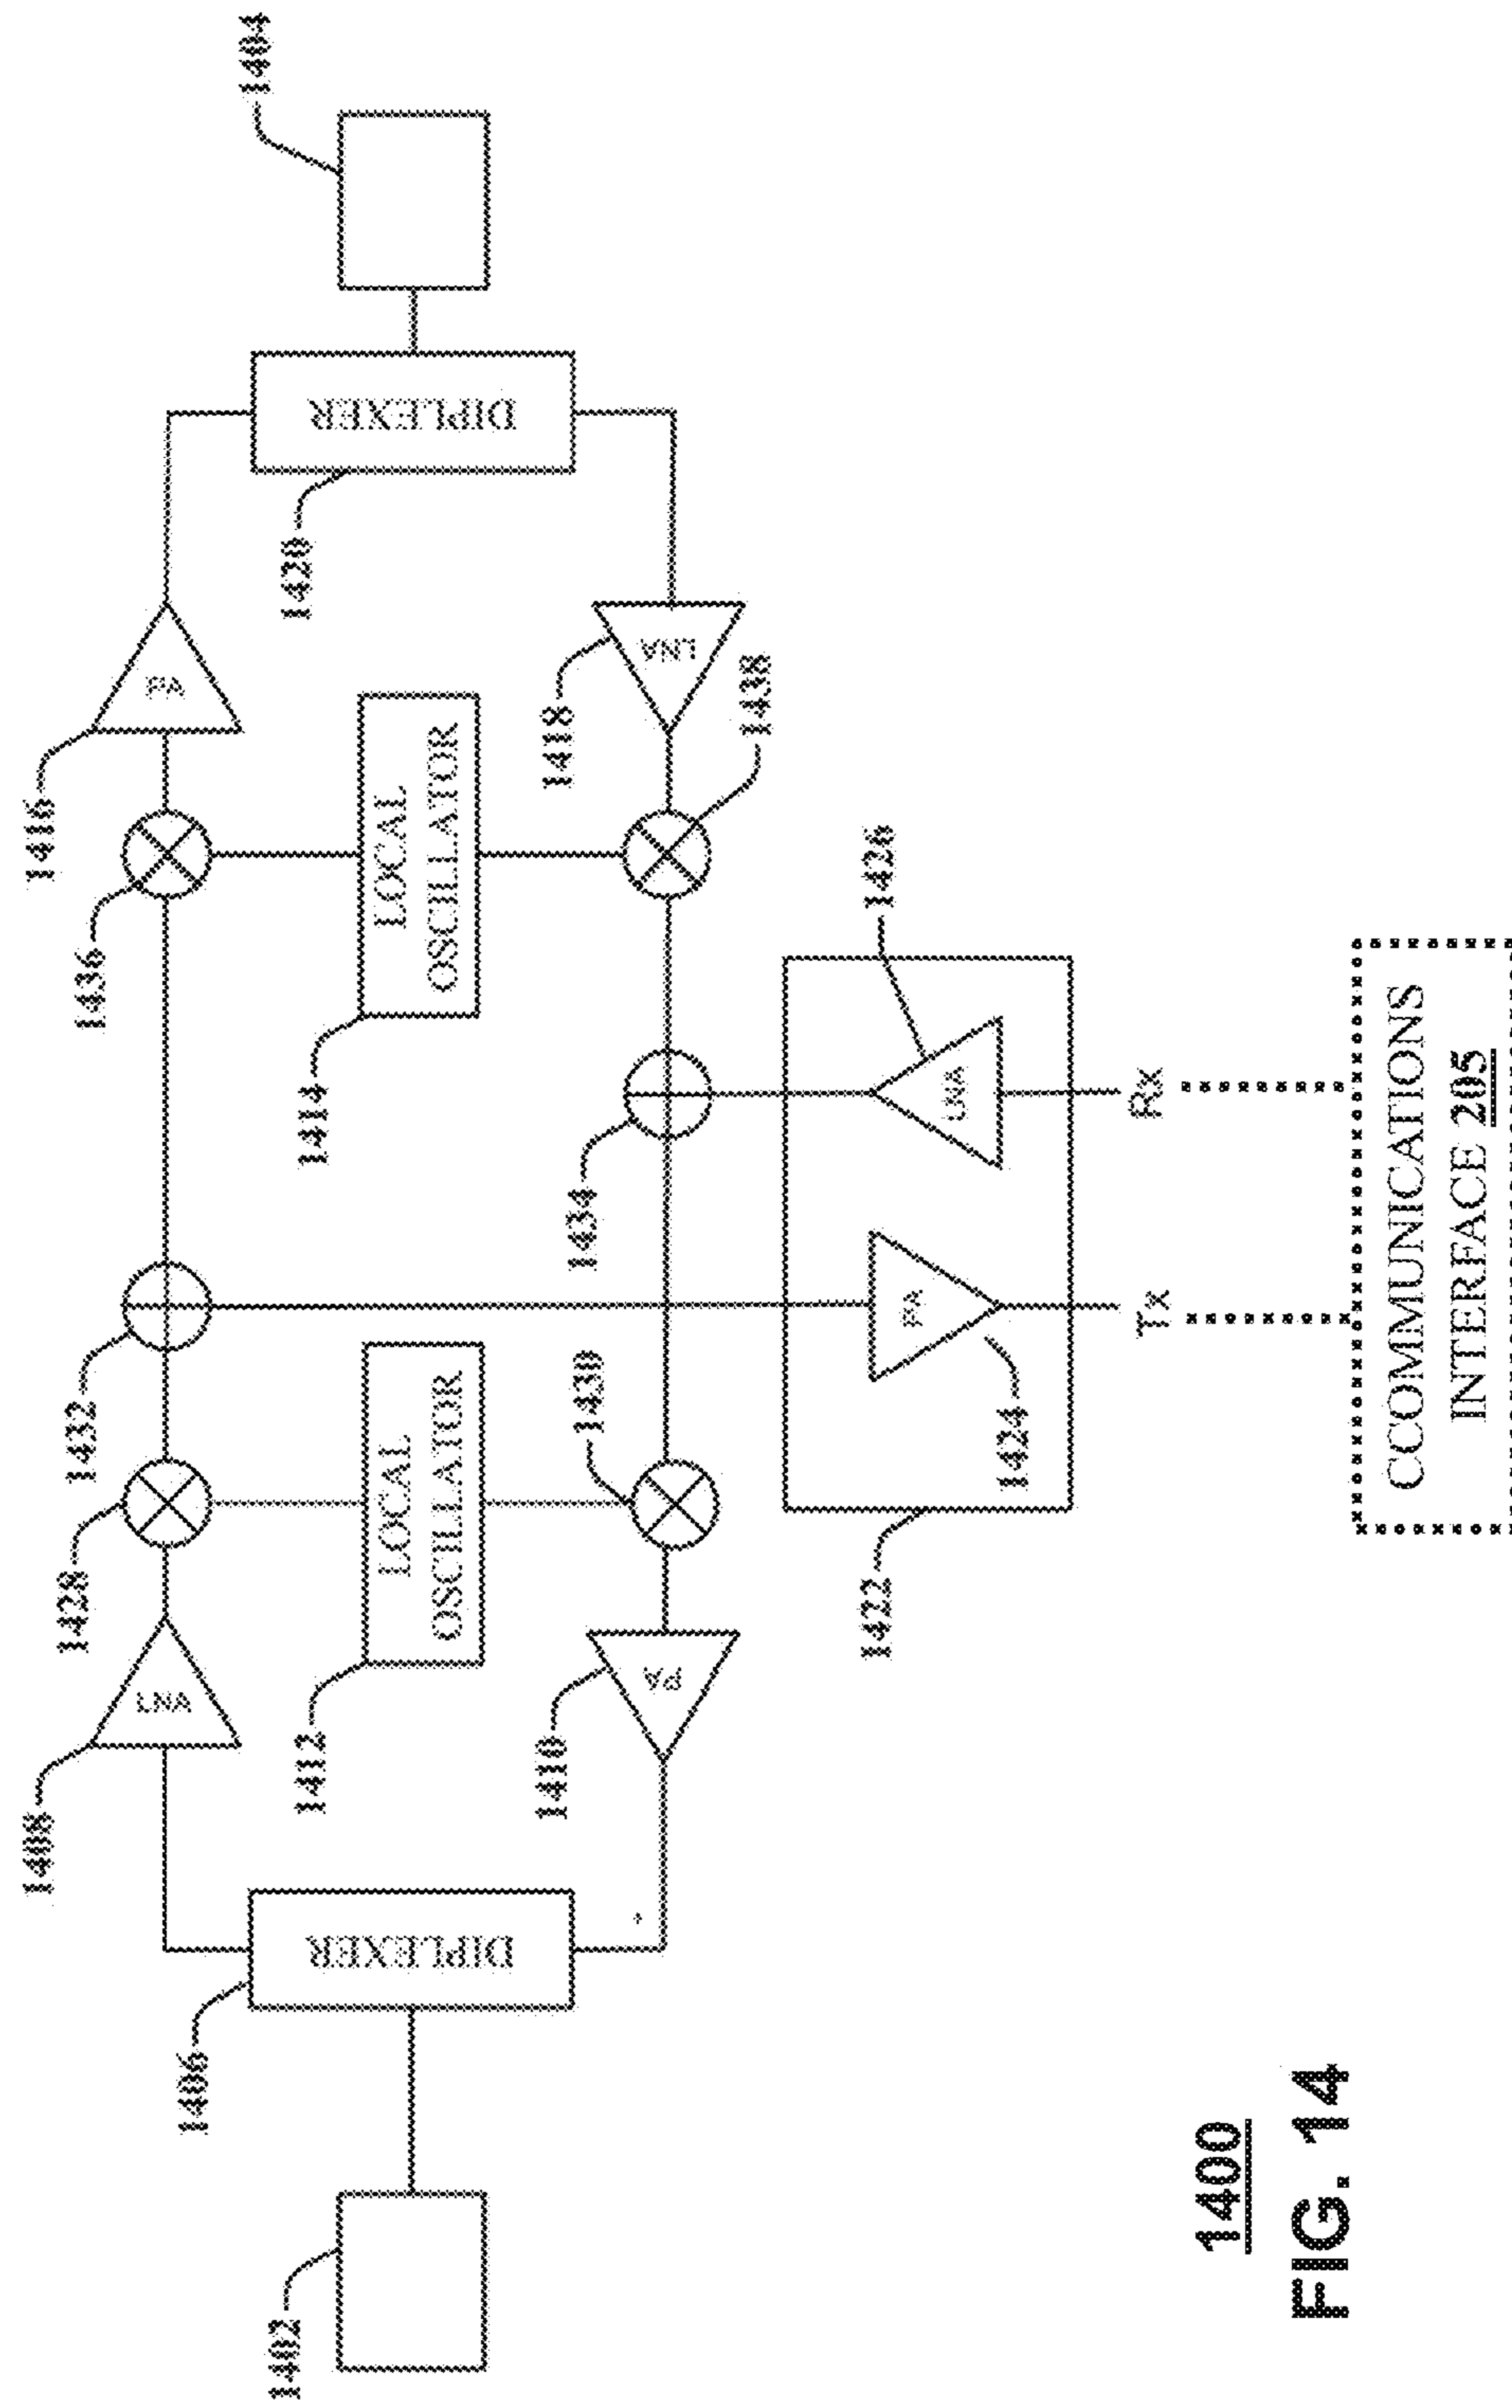 1408
LNA
1428
1432
1436
1416
PA
1406
DIPLEXER
1402
1412
LOCAL
OSCILLATOR
1414
LOCAL
OSCILLATOR
1420
DIPLEXER
1404
1410
PA
1430
1434
1418
LNA
1438
1422
1424
PA
LNA
1426
Tx
Rx
CCOMMUNICATIONS
INTERFACE 205
1400
FIG. 14